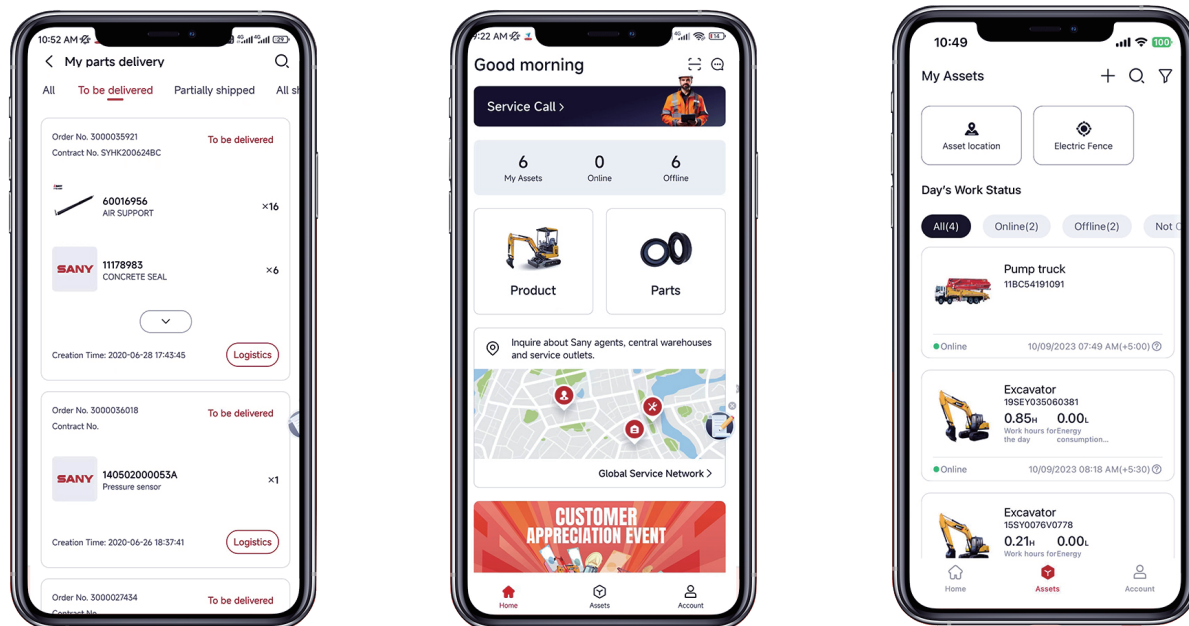 10:52 AM
My parts delivery
All To be delivered Partially shipped All sh
Order No. 3000035921
To be delivered
Contract No. SYHK200624BC
60016956
AIR SUPPORT
×16
SANY
11178983
CONCRETE SEAL
×6
Creation Time: 2020-06-28 17:43:45
Logistics
Order No. 3000036018
To be delivered
Contract No.
SANY
140502000053A
Pressure sensor
×1
Creation Time: 2020-06-26 18:37:41
Logistics
Order No. 3000027434
To be delivered
Contract No.
:22 AM
4G
Good morning
Service Call >
6 0 6
My Assets Online Offline
Product Parts
Inquire about Sany agents, central warehouses
and service outlets.
Global Service Network >
CUSTOMER
APPRECIATION EVENT
Home Assets Account
10:49
100
My Assets
Asset location Electric Fence
Day's Work Status
All(4) Online(2) Offline(2) Not
Pump truck
11BC54191091
Online 10/09/2023 07:49 AM(+5:00)
Excavator
19SEY035060381
0.85H 0.00L
Work hours for Energy
the day consumption...
Online 10/09/2023 08:18 AM(+5:30)
Excavator
15SY0076V0778
0.21H 0.00L
Work hours for Energy
Home Assets Account